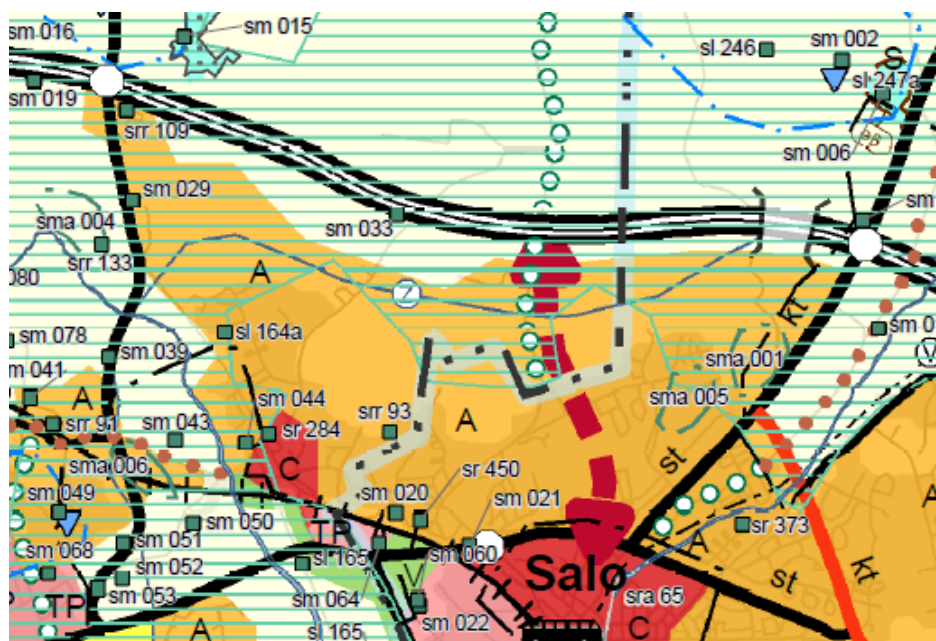 sm 016
sm 015
sl 246
sm 002
S
sl 247a
sm 019
srr 109
sm 006
sm 029
sma 004
sm 033
srr 133
080
A
Z
kt
sm 078
sl 164a
sm 0
sm 039
V
sma 001
m 041
A
sm 044
srr 93
A
sma 005
srr 91
sm 043
sr 284
C
st
sma 006
sr 450
sm 049
sm 020
sm 021
A
sm 050
TP
sr 373
sm 051
sl 165
sm 060
A
sm 068
sm 052
Salo
st
kt
sm 053
sm 064
V
sra 65
TP
sm 022
A
sl 165
C